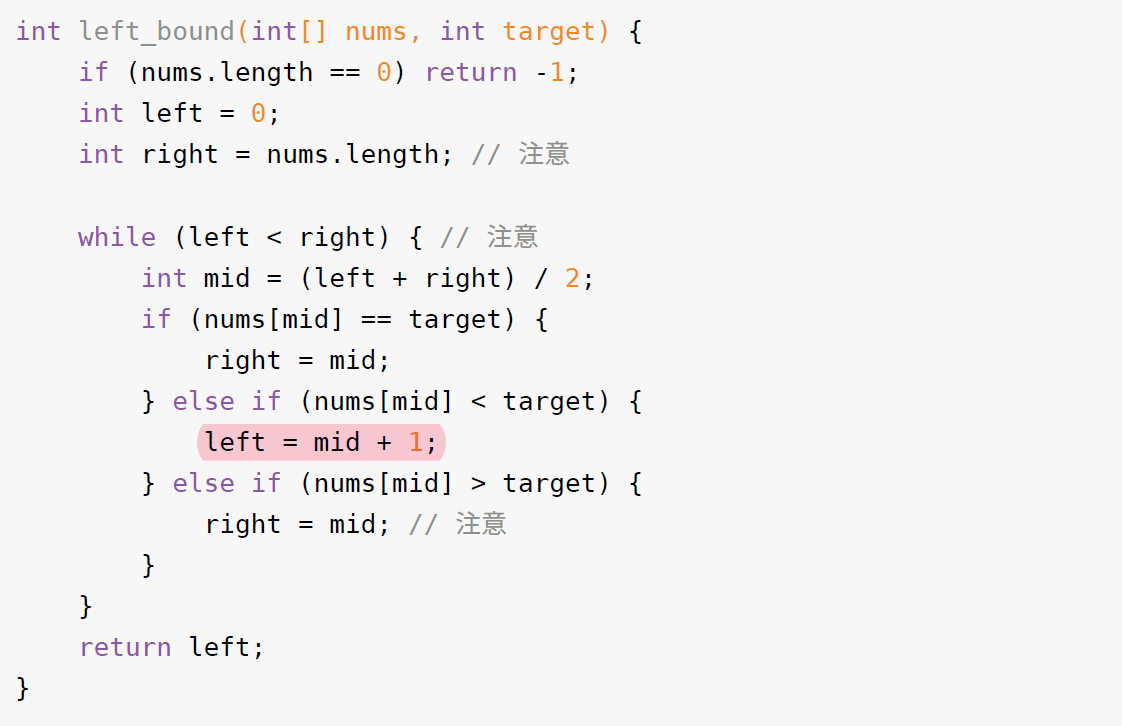 int left_bound(int[] nums, int target) {
    if (nums.length == 0) return -1;
    int left = 0;
    int right = nums.length; // 注意

    while (left < right) { // 注意
        int mid = (left + right) / 2;
        if (nums[mid] == target) {
            right = mid;
        } else if (nums[mid] < target) {
            left = mid + 1;
        } else if (nums[mid] > target) {
            right = mid; // 注意
        }
    }
    return left;
}